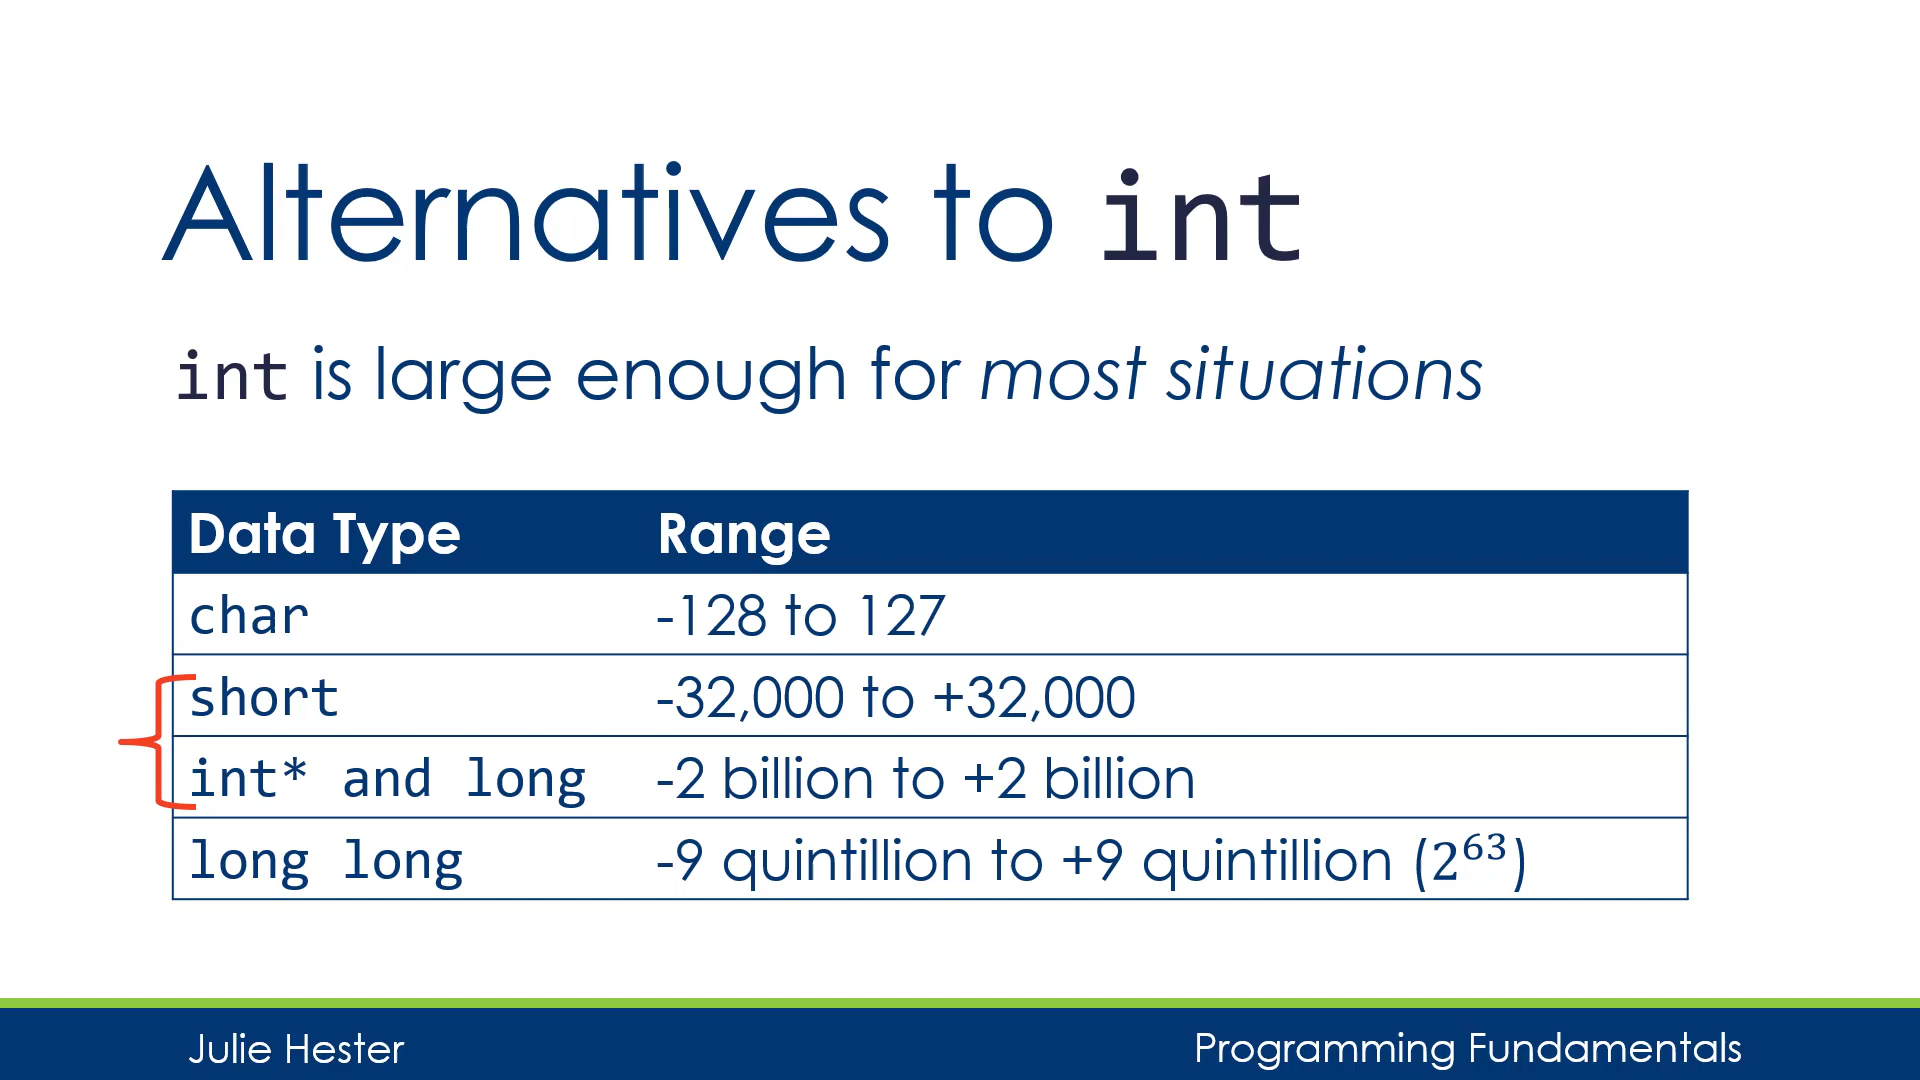 Alternatives to int
int is large enough for most situations
Data Type Range
char -128 to 127
short -32,000 to +32,000
int* and long -2 billion to +2 billion
long long -9 quintillion to +9 quintillion (2⁶³)
Julie Hester Programming Fundamentals